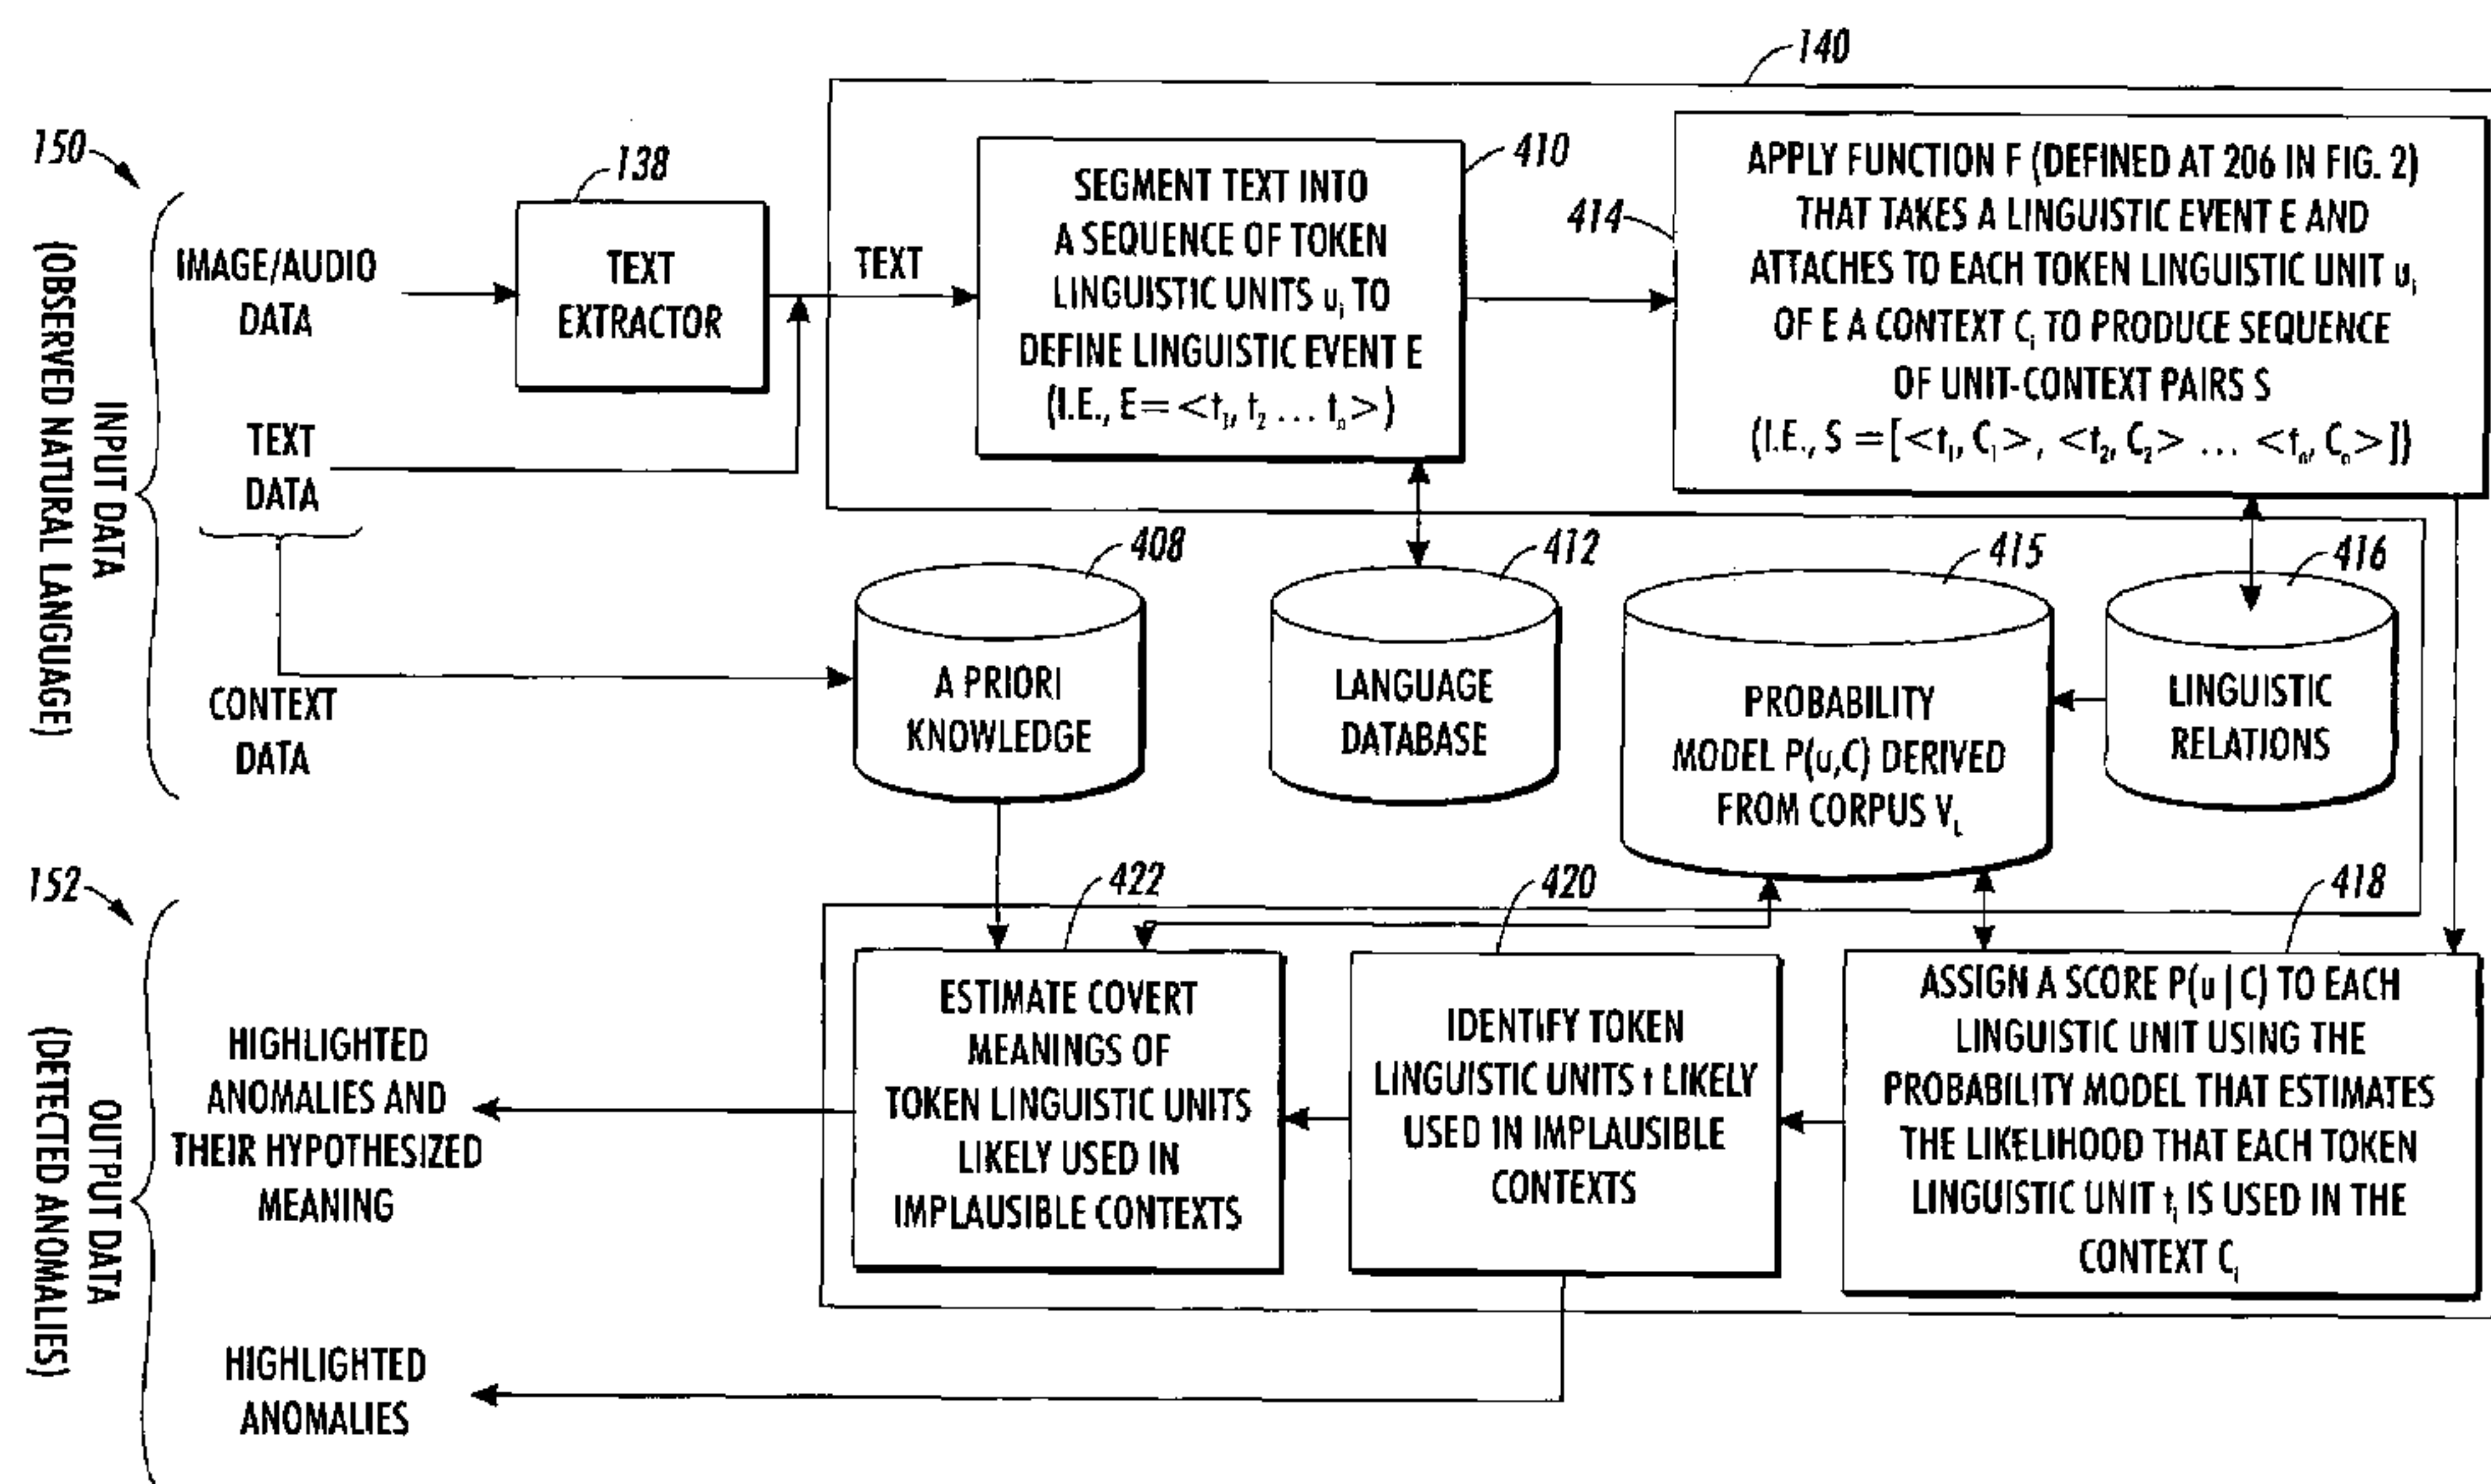 140
150
138
410
414
INPUT DATA
(OBSERVED NATURAL LANGUAGE)
IMAGE/AUDIO
DATA
TEXT
DATA
CONTEXT
DATA
TEXT
EXTRACTOR
TEXT
SEGMENT TEXT INTO
A SEQUENCE OF TOKEN
LINGUISTIC UNITS uᵢ TO
DEFINE LINGUISTIC EVENT E
(I.E., E=<t₁, t₂ ... tₙ>)
APPLY FUNCTION F (DEFINED AT 206 IN FIG. 2)
THAT TAKES A LINGUISTIC EVENT E AND
ATTACHES TO EACH TOKEN LINGUISTIC UNIT uᵢ
OF E A CONTEXT Cᵢ TO PRODUCE SEQUENCE
OF UNIT-CONTEXT PAIRS S
(I.E., S =[<t₁, C₁>, <t₂, C₂> ... <tₙ, Cₙ>])
408
412
415
416
A PRIORI
KNOWLEDGE
LANGUAGE
DATABASE
PROBABILITY
MODEL P(u,C) DERIVED
FROM CORPUS V_L
LINGUISTIC
RELATIONS
152
422
420
418
OUTPUT DATA
(DETECTED ANOMALIES)
HIGHLIGHTED
ANOMALIES AND
THEIR HYPOTHESIZED
MEANING
HIGHLIGHTED
ANOMALIES
ESTIMATE COVERT
MEANINGS OF
TOKEN LINGUISTIC UNITS
LIKELY USED IN
IMPLAUSIBLE CONTEXTS
IDENTIFY TOKEN
LINGUISTIC UNITS t LIKELY
USED IN IMPLAUSIBLE
CONTEXTS
ASSIGN A SCORE P(u | C) TO EACH
LINGUISTIC UNIT USING THE
PROBABILITY MODEL THAT ESTIMATES
THE LIKELIHOOD THAT EACH TOKEN
LINGUISTIC UNIT tᵢ IS USED IN THE
CONTEXT Cᵢ